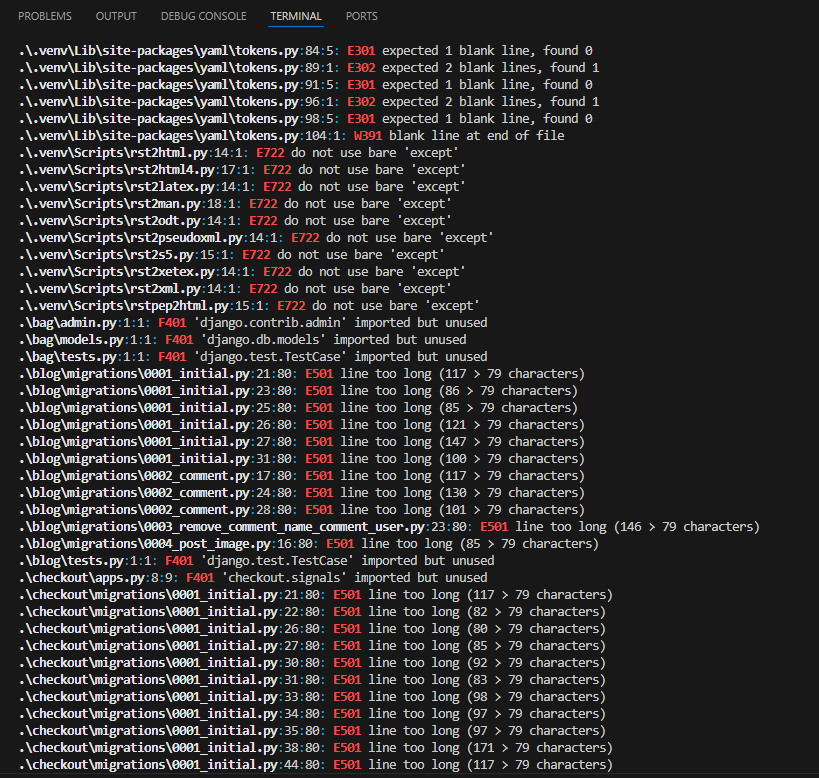 PROBLEMS OUTPUT DEBUG CONSOLE TERMINAL PORTS
.\.venv\Lib\site-packages\yaml\tokens.py:84:5: E301 expected 1 blank line, found 0
.\.venv\Lib\site-packages\yaml\tokens.py:89:1: E302 expected 2 blank lines, found 1
.\.venv\Lib\site-packages\yaml\tokens.py:91:5: E301 expected 1 blank line, found 0
.\.venv\Lib\site-packages\yaml\tokens.py:96:1: E302 expected 2 blank lines, found 1
.\.venv\Lib\site-packages\yaml\tokens.py:98:5: E301 expected 1 blank line, found 0
.\.venv\Lib\site-packages\yaml\tokens.py:104:1: W391 blank line at end of file
.\.venv\Scripts\rst2html.py:14:1: E722 do not use bare 'except'
.\.venv\Scripts\rst2html4.py:17:1: E722 do not use bare 'except'
.\.venv\Scripts\rst2latex.py:14:1: E722 do not use bare 'except'
.\.venv\Scripts\rst2man.py:18:1: E722 do not use bare 'except'
.\.venv\Scripts\rst2odt.py:14:1: E722 do not use bare 'except'
.\.venv\Scripts\rst2pseudoxml.py:14:1: E722 do not use bare 'except'
.\.venv\Scripts\rst2s5.py:15:1: E722 do not use bare 'except'
.\.venv\Scripts\rst2xetex.py:14:1: E722 do not use bare 'except'
.\.venv\Scripts\rst2xml.py:14:1: E722 do not use bare 'except'
.\.venv\Scripts\rstpep2html.py:15:1: E722 do not use bare 'except'
.\bag\admin.py:1:1: F401 'django.contrib.admin' imported but unused
.\bag\models.py:1:1: F401 'django.db.models' imported but unused
.\bag\tests.py:1:1: F401 'django.test.TestCase' imported but unused
.\blog\migrations\0001_initial.py:21:80: E501 line too long (117 > 79 characters)
.\blog\migrations\0001_initial.py:23:80: E501 line too long (86 > 79 characters)
.\blog\migrations\0001_initial.py:25:80: E501 line too long (85 > 79 characters)
.\blog\migrations\0001_initial.py:26:80: E501 line too long (121 > 79 characters)
.\blog\migrations\0001_initial.py:27:80: E501 line too long (147 > 79 characters)
.\blog\migrations\0001_initial.py:31:80: E501 line too long (100 > 79 characters)
.\blog\migrations\0002_comment.py:17:80: E501 line too long (117 > 79 characters)
.\blog\migrations\0002_comment.py:24:80: E501 line too long (130 > 79 characters)
.\blog\migrations\0002_comment.py:28:80: E501 line too long (101 > 79 characters)
.\blog\migrations\0003_remove_comment_name_comment_user.py:23:80: E501 line too long (146 > 79 characters)
.\blog\migrations\0004_post_image.py:16:80: E501 line too long (85 > 79 characters)
.\blog\tests.py:1:1: F401 'django.test.TestCase' imported but unused
.\checkout\apps.py:8:9: F401 'checkout.signals' imported but unused
.\checkout\migrations\0001_initial.py:21:80: E501 line too long (117 > 79 characters)
.\checkout\migrations\0001_initial.py:22:80: E501 line too long (82 > 79 characters)
.\checkout\migrations\0001_initial.py:26:80: E501 line too long (80 > 79 characters)
.\checkout\migrations\0001_initial.py:27:80: E501 line too long (85 > 79 characters)
.\checkout\migrations\0001_initial.py:30:80: E501 line too long (92 > 79 characters)
.\checkout\migrations\0001_initial.py:31:80: E501 line too long (83 > 79 characters)
.\checkout\migrations\0001_initial.py:33:80: E501 line too long (98 > 79 characters)
.\checkout\migrations\0001_initial.py:34:80: E501 line too long (97 > 79 characters)
.\checkout\migrations\0001_initial.py:35:80: E501 line too long (97 > 79 characters)
.\checkout\migrations\0001_initial.py:38:80: E501 line too long (171 > 79 characters)
.\checkout\migrations\0001_initial.py:44:80: E501 line too long (117 > 79 characters)